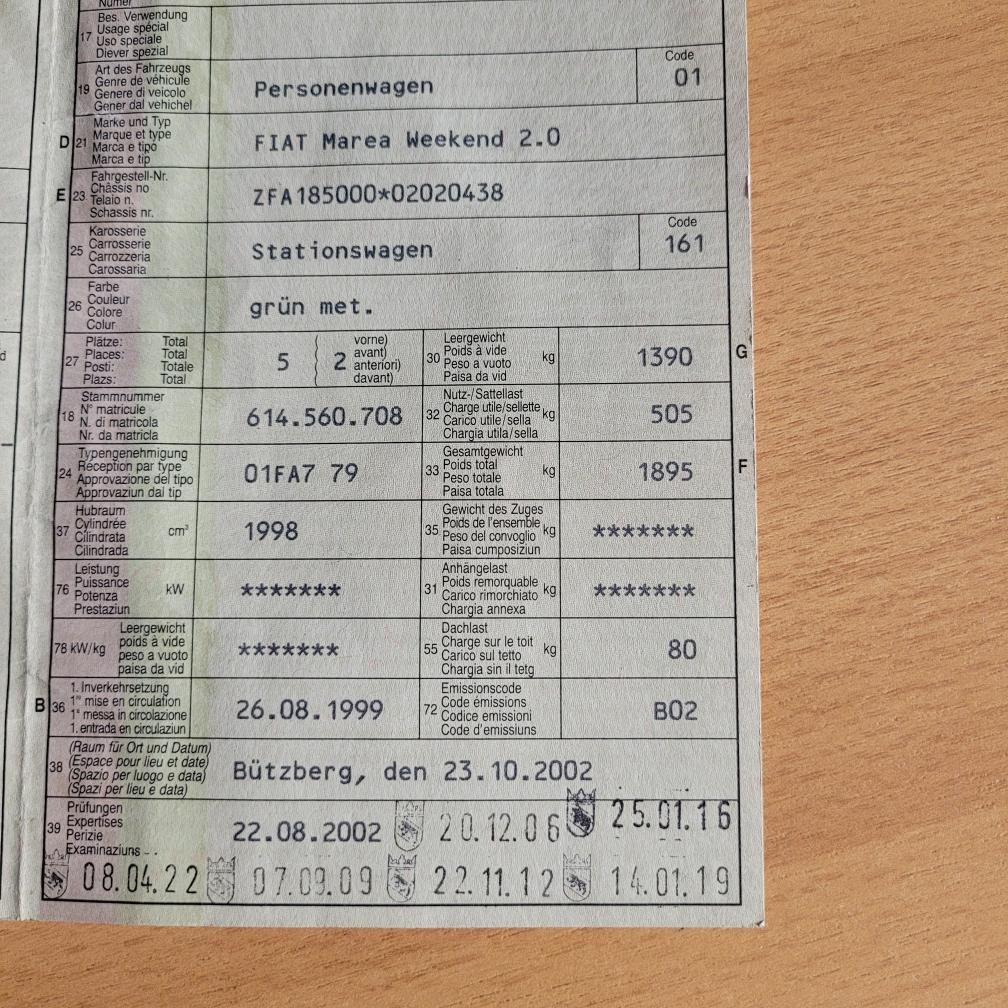 Numer
17
Bes. Verwendung
Usage spécial
Uso speciale
Diever spezial
19
Art des Fahrzeugs
Genre de véhicule
Genere di veicolo
Gener dal vehichel
Personenwagen
Code
01
D
21
Marke und Typ
Marque et type
Marca e tipo
Marca e tip
FIAT Marea Weekend 2.0
E
23
Fahrgestell-Nr.
Châssis no
Telaio n.
Schassis nr.
ZFA185000*02020438
25
Karosserie
Carrosserie
Carrozzeria
Carossaria
Stationswagen
Code
161
26
Farbe
Couleur
Colore
Colur
grün met.
27
Plätze: Total
Places: Total
Posti: Totale
Plazs: Total
5
2
vorne)
avant)
anteriori)
davant)
30
Leergewicht
Poids à vide
Peso a vuoto
Paisa da vid
kg
1390
G
18
Stammnummer
N° matricule
N. di matricola
Nr. da matricla
614.560.708
32
Nutz-/Sattellast
Charge utile/sellette
Carico utile/sella
Chargia utila/sella
kg
505
24
Typengenehmigung
Réception par type
Approvazione del tipo
Approvaziun dal tip
01FA7 79
33
Gesamtgewicht
Poids total
Peso totale
Paisa totala
kg
1895
F
37
Hubraum
Cylindrée
Cilindrata
Cilindrada
cm³
1998
35
Gewicht des Zuges
Poids de l'ensemble
Peso del convoglio
Paisa cumposiziun
kg
*******
76
Leistung
Puissance
Potenza
Prestaziun
kW
*******
31
Anhängelast
Poids remorquable
Carico rimorchiato
Chargia annexa
kg
*******
78 kW/kg
Leergewicht
poids à vide
peso a vuoto
paisa da vid
*******
55
Dachlast
Charge sur le toit
Carico sul tetto
Chargia sin il tetg
kg
80
B
36
1. Inverkehrsetzung
1re mise en circulation
1a messa in circolazione
1. entrada en circulaziun
26.08.1999
72
Emissionscode
Code émissions
Codice emissioni
Code d'emissiuns
B02
38
(Raum für Ort und Datum)
(Espace pour lieu et date)
(Spazio per luogo e data)
(Spazi per lieu e data)
Bützberg, den 23.10.2002
39
Prüfungen
Expertises
Perizie
Examinaziuns
22.08.2002
20.12.06
25.01.16
08.04.22
07.09.09
22.11.12
14.01.19